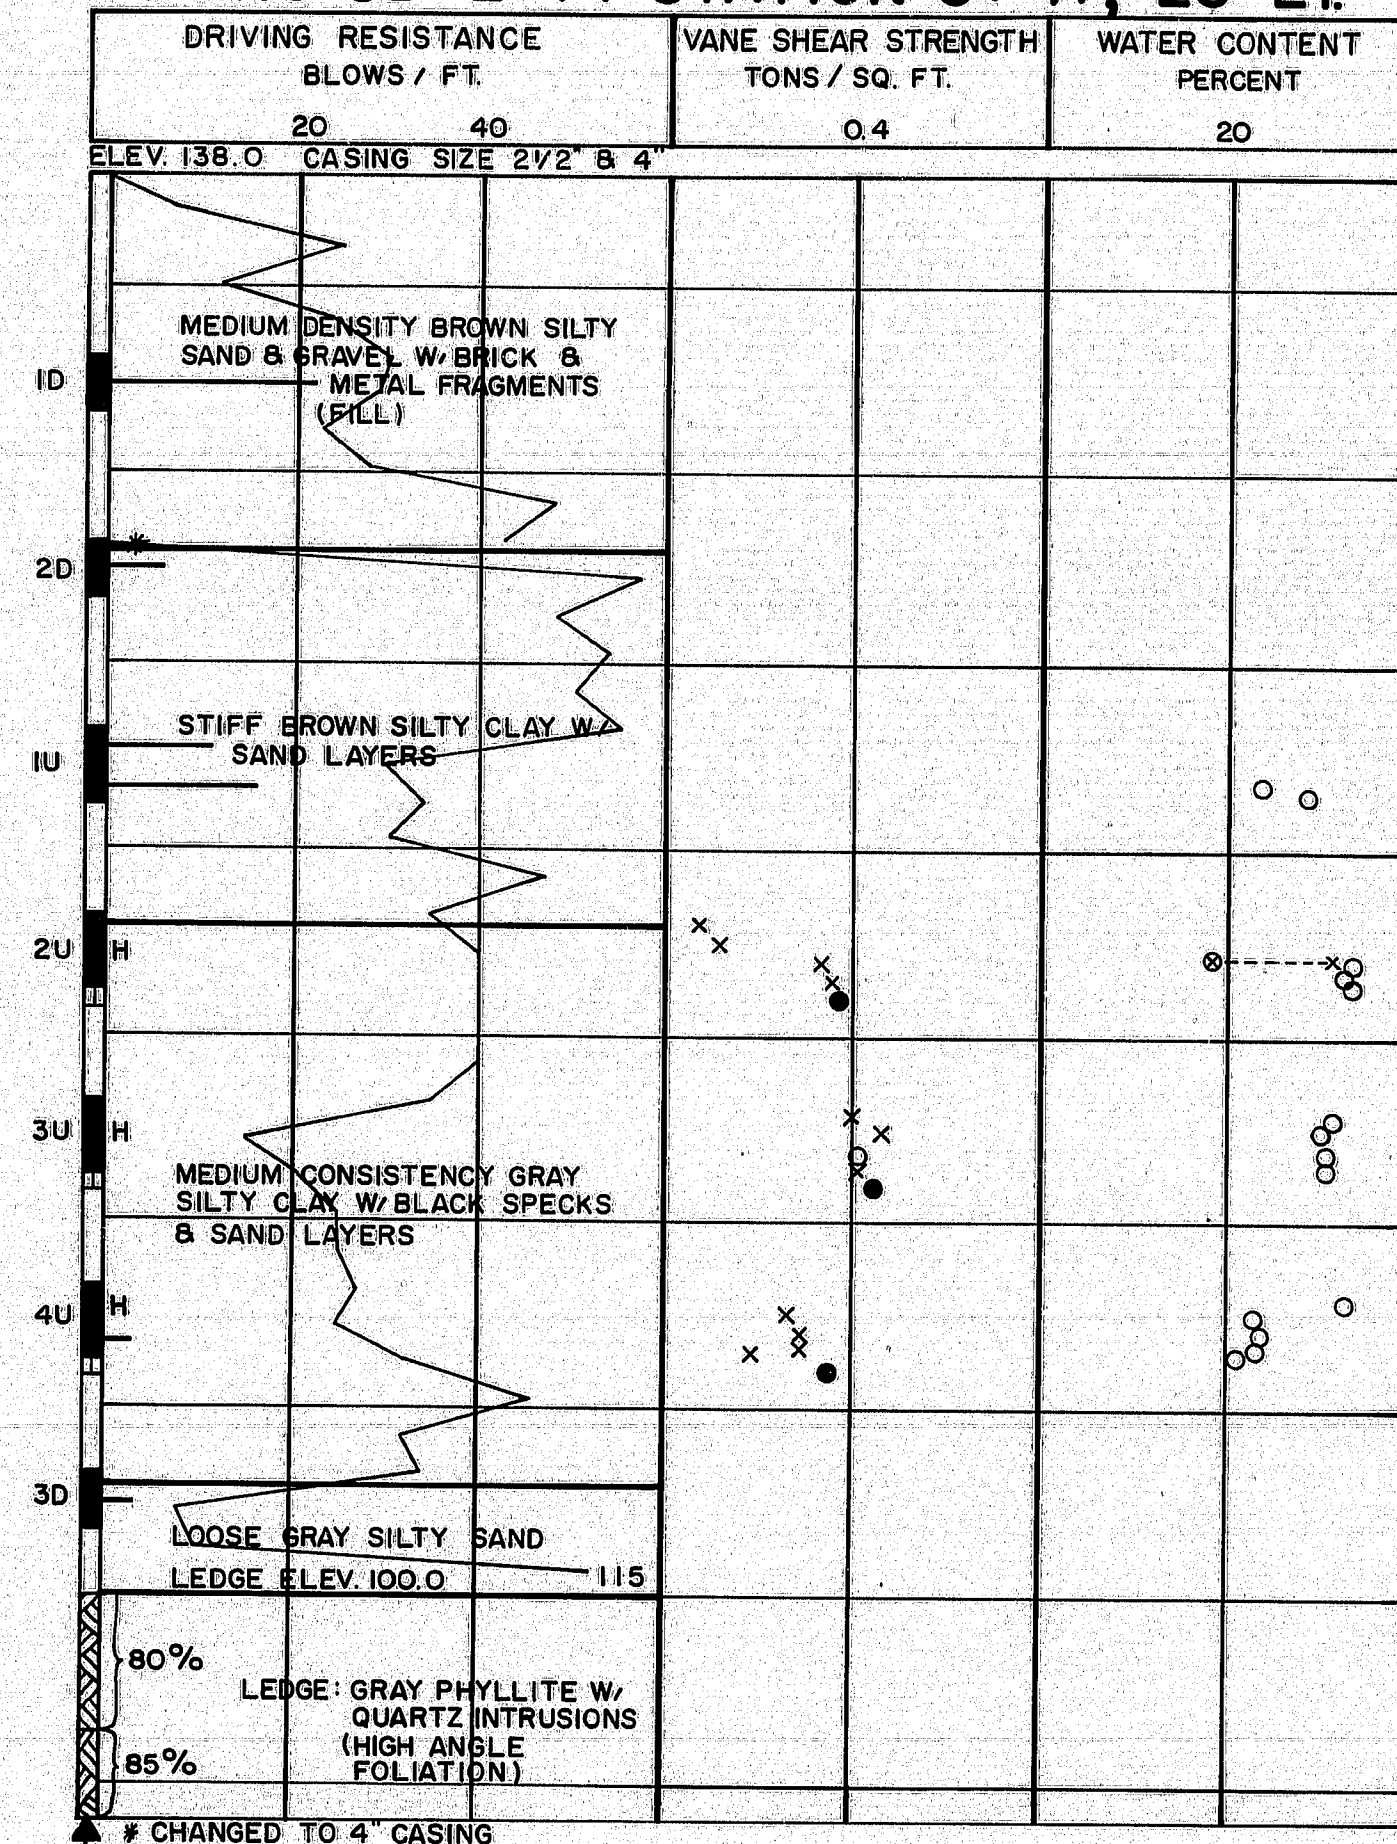 DRIVING RESISTANCE
BLOWS / FT.
20 40
VANE SHEAR STRENGTH
TONS / SQ. FT.
0.4
WATER CONTENT
PERCENT
20
ELEV. 138.0 CASING SIZE 2 1/2" & 4"
MEDIUM DENSITY BROWN SILTY
SAND & GRAVEL W/ BRICK &
METAL FRAGMENTS
(FILL)
1D
*
2D
STIFF BROWN SILTY CLAY W/
SAND LAYERS
1U
2U H
3U H
MEDIUM CONSISTENCY GRAY
SILTY CLAY W/ BLACK SPECKS
& SAND LAYERS
4U H
3D
LOOSE GRAY SILTY SAND
LEDGE ELEV. 100.0
115
80%
LEDGE: GRAY PHYLLITE W/
QUARTZ INTRUSIONS
(HIGH ANGLE
FOLIATION)
85%
* CHANGED TO 4" CASING